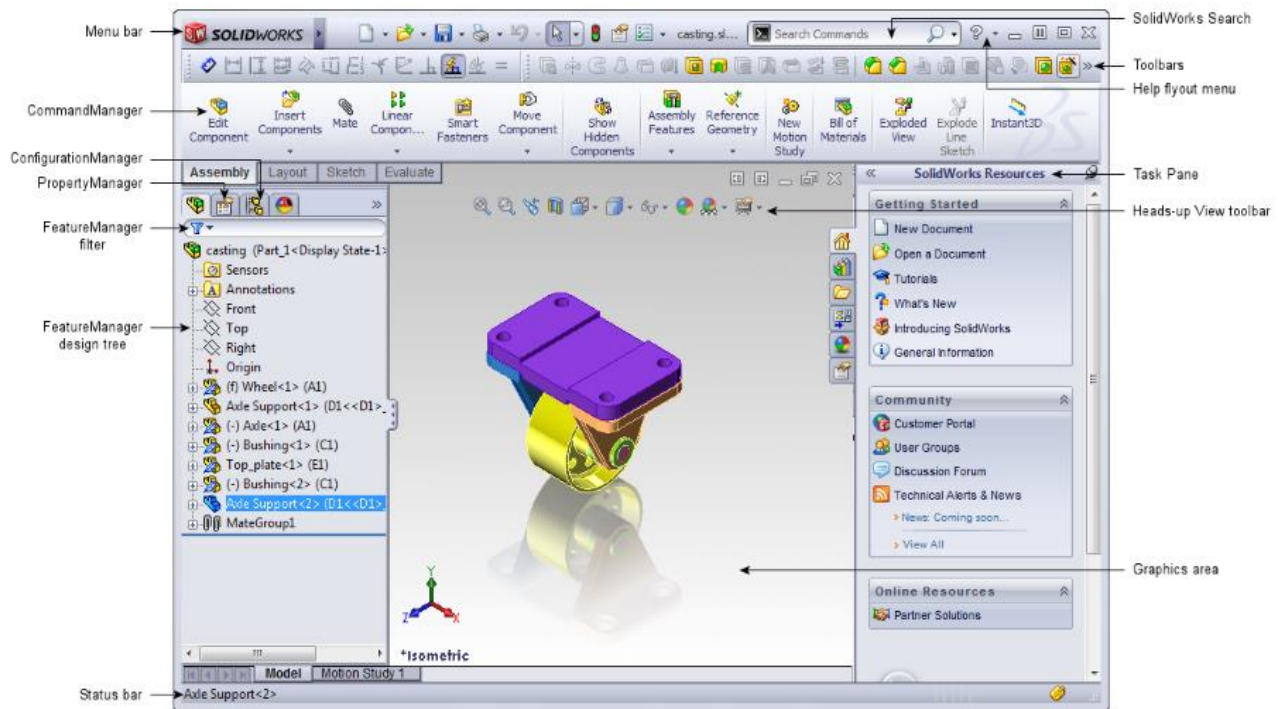 SolidWorks Search
Menu bar
SOLIDWORKS
casting.sl...
Search Commands
Toolbars
Help flyout menu
CommandManager
Edit Component
Insert Components
Mate
Linear Compon...
Smart Fasteners
Move Component
Show Hidden Components
Assembly Features
Reference Geometry
New Motion Study
Bill of Materials
Exploded View
Explode Line Sketch
Instant3D
ConfigurationManager
Assembly
Layout
Sketch
Evaluate
PropertyManager
SolidWorks Resources
Task Pane
Heads-up View toolbar
FeatureManager filter
FeatureManager design tree
casting (Part_1<Display State-1>
Sensors
Annotations
Front
Top
Right
Origin
(f) Wheel<1> (A1)
Axle Support<1> (D1<<D1>_
(-) Axle<1> (A1)
(-) Bushing<1> (C1)
Top_plate<1> (E1)
(-) Bushing<2> (C1)
Axle Support<2> (D1<<D1>_
MateGroup1
Getting Started
New Document
Open a Document
Tutorials
What's New
Introducing SolidWorks
General Information
Community
Customer Portal
User Groups
Discussion Forum
Technical Alerts & News
News: Coming soon...
View All
Online Resources
Partner Solutions
Graphics area
Y
Z
X
*Isometric
Model
Motion Study 1
Status bar
Axle Support<2>